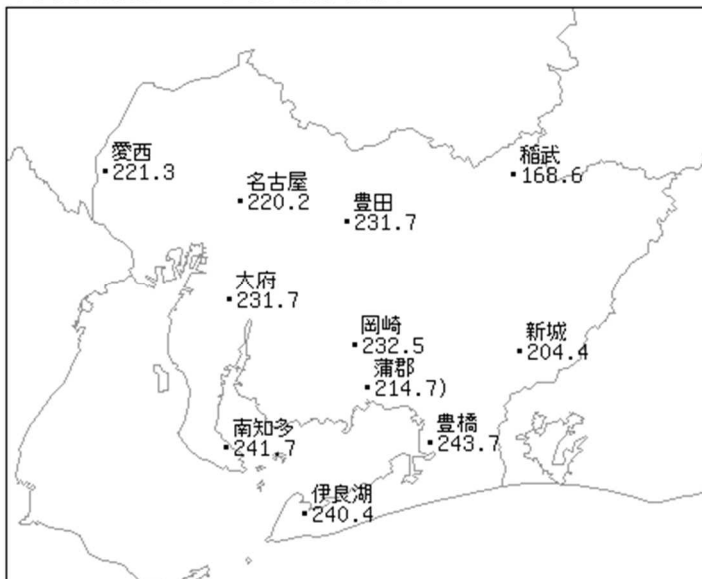 愛西
221.3
稲武
168.6
名古屋
220.2
豊田
231.7
大府
231.7
岡崎
232.5
新城
204.4
蒲郡
214.7)
南知多
241.7
豊橋
243.7
伊良湖
240.4